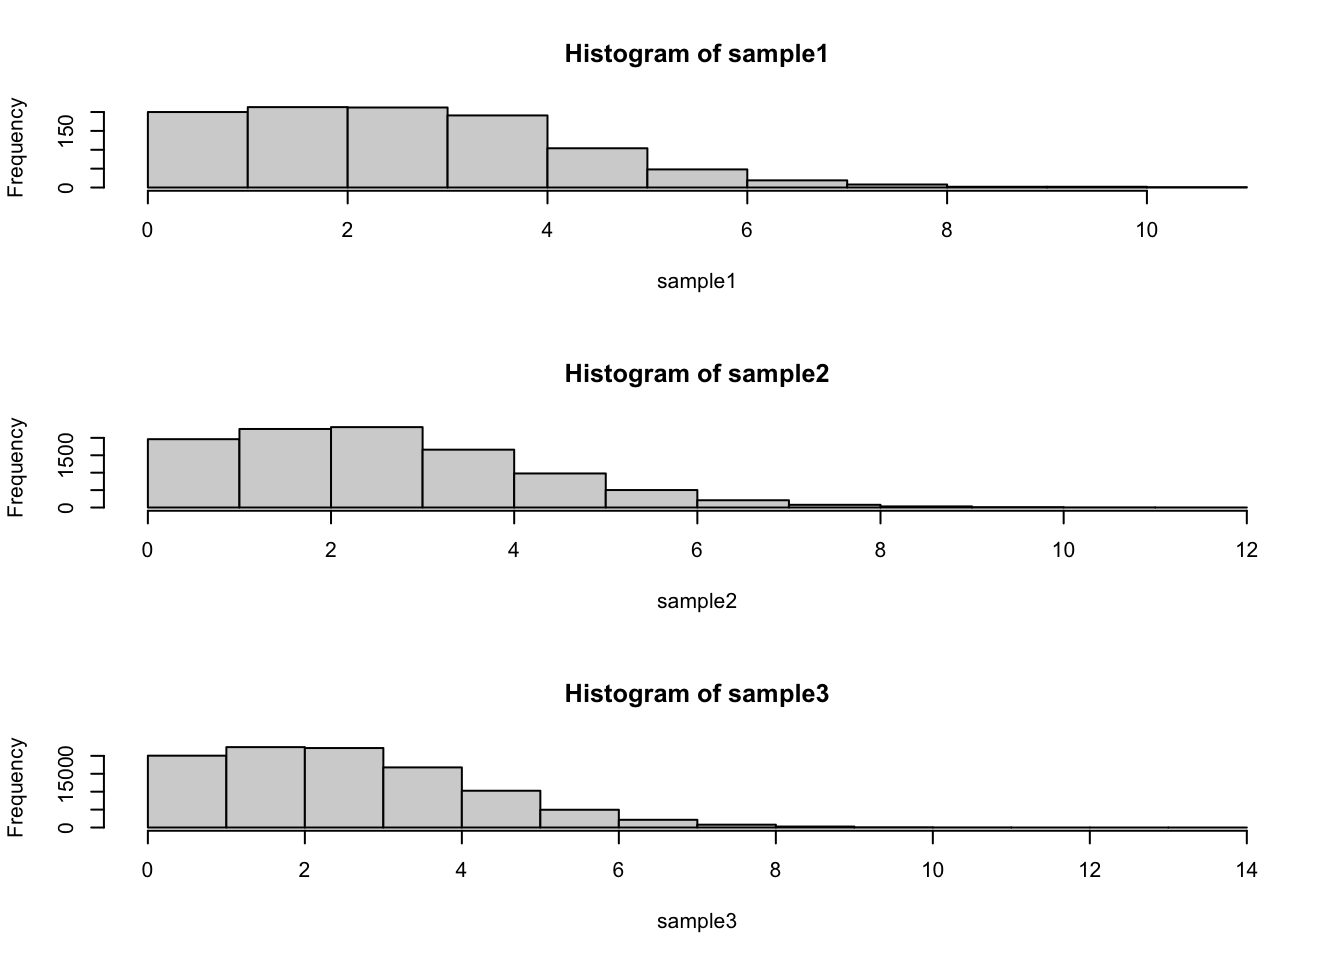 Histogram of sample1
Frequency
150
0
0 2 4 6 8 10
sample1
Histogram of sample2
Frequency
1500
0
0 2 4 6 8 10 12
sample2
Histogram of sample3
Frequency
15000
0
0 2 4 6 8 10 12 14
sample3